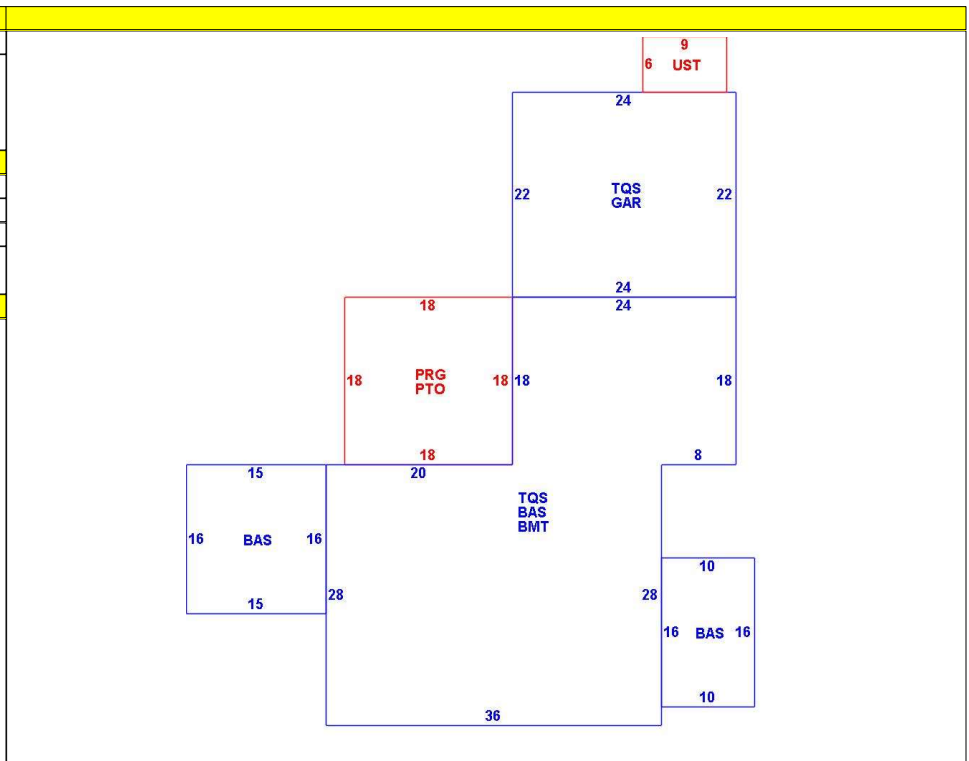 9
6 UST
24
22 TQS 22
GAR
24
24
18
18 PRG 18 18 18
PTO
18
8
15 20
TQS
BAS
BMT
16 BAS 16
10
28 28
15
16 BAS 16
10
36